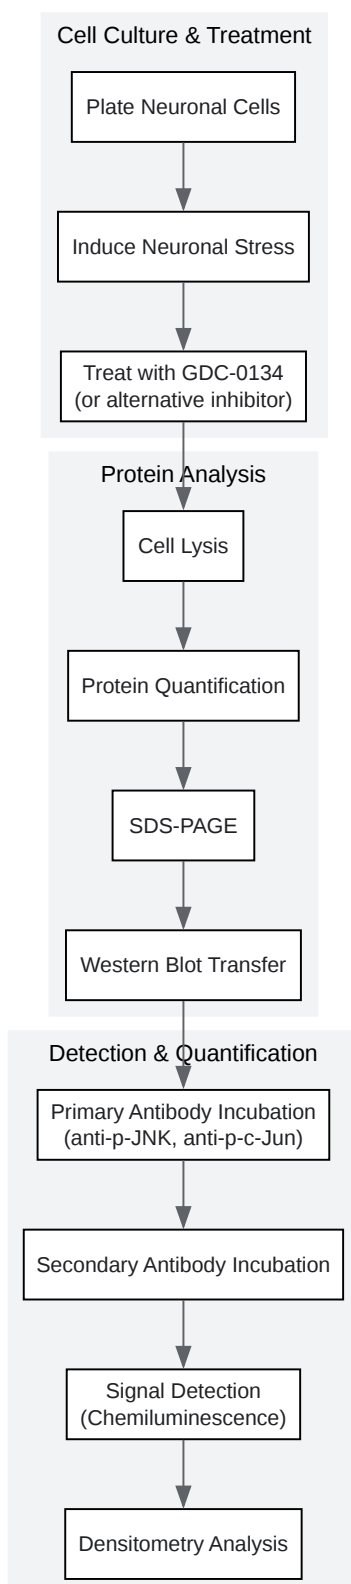 Cell Culture & Treatment
Plate Neuronal Cells
Induce Neuronal Stress
Treat with GDC-0134
(or alternative inhibitor)
Protein Analysis
Cell Lysis
Protein Quantification
SDS-PAGE
Western Blot Transfer
Detection & Quantification
Primary Antibody Incubation
(anti-p-JNK, anti-p-c-Jun)
Secondary Antibody Incubation
Signal Detection
(Chemiluminescence)
Densitometry Analysis